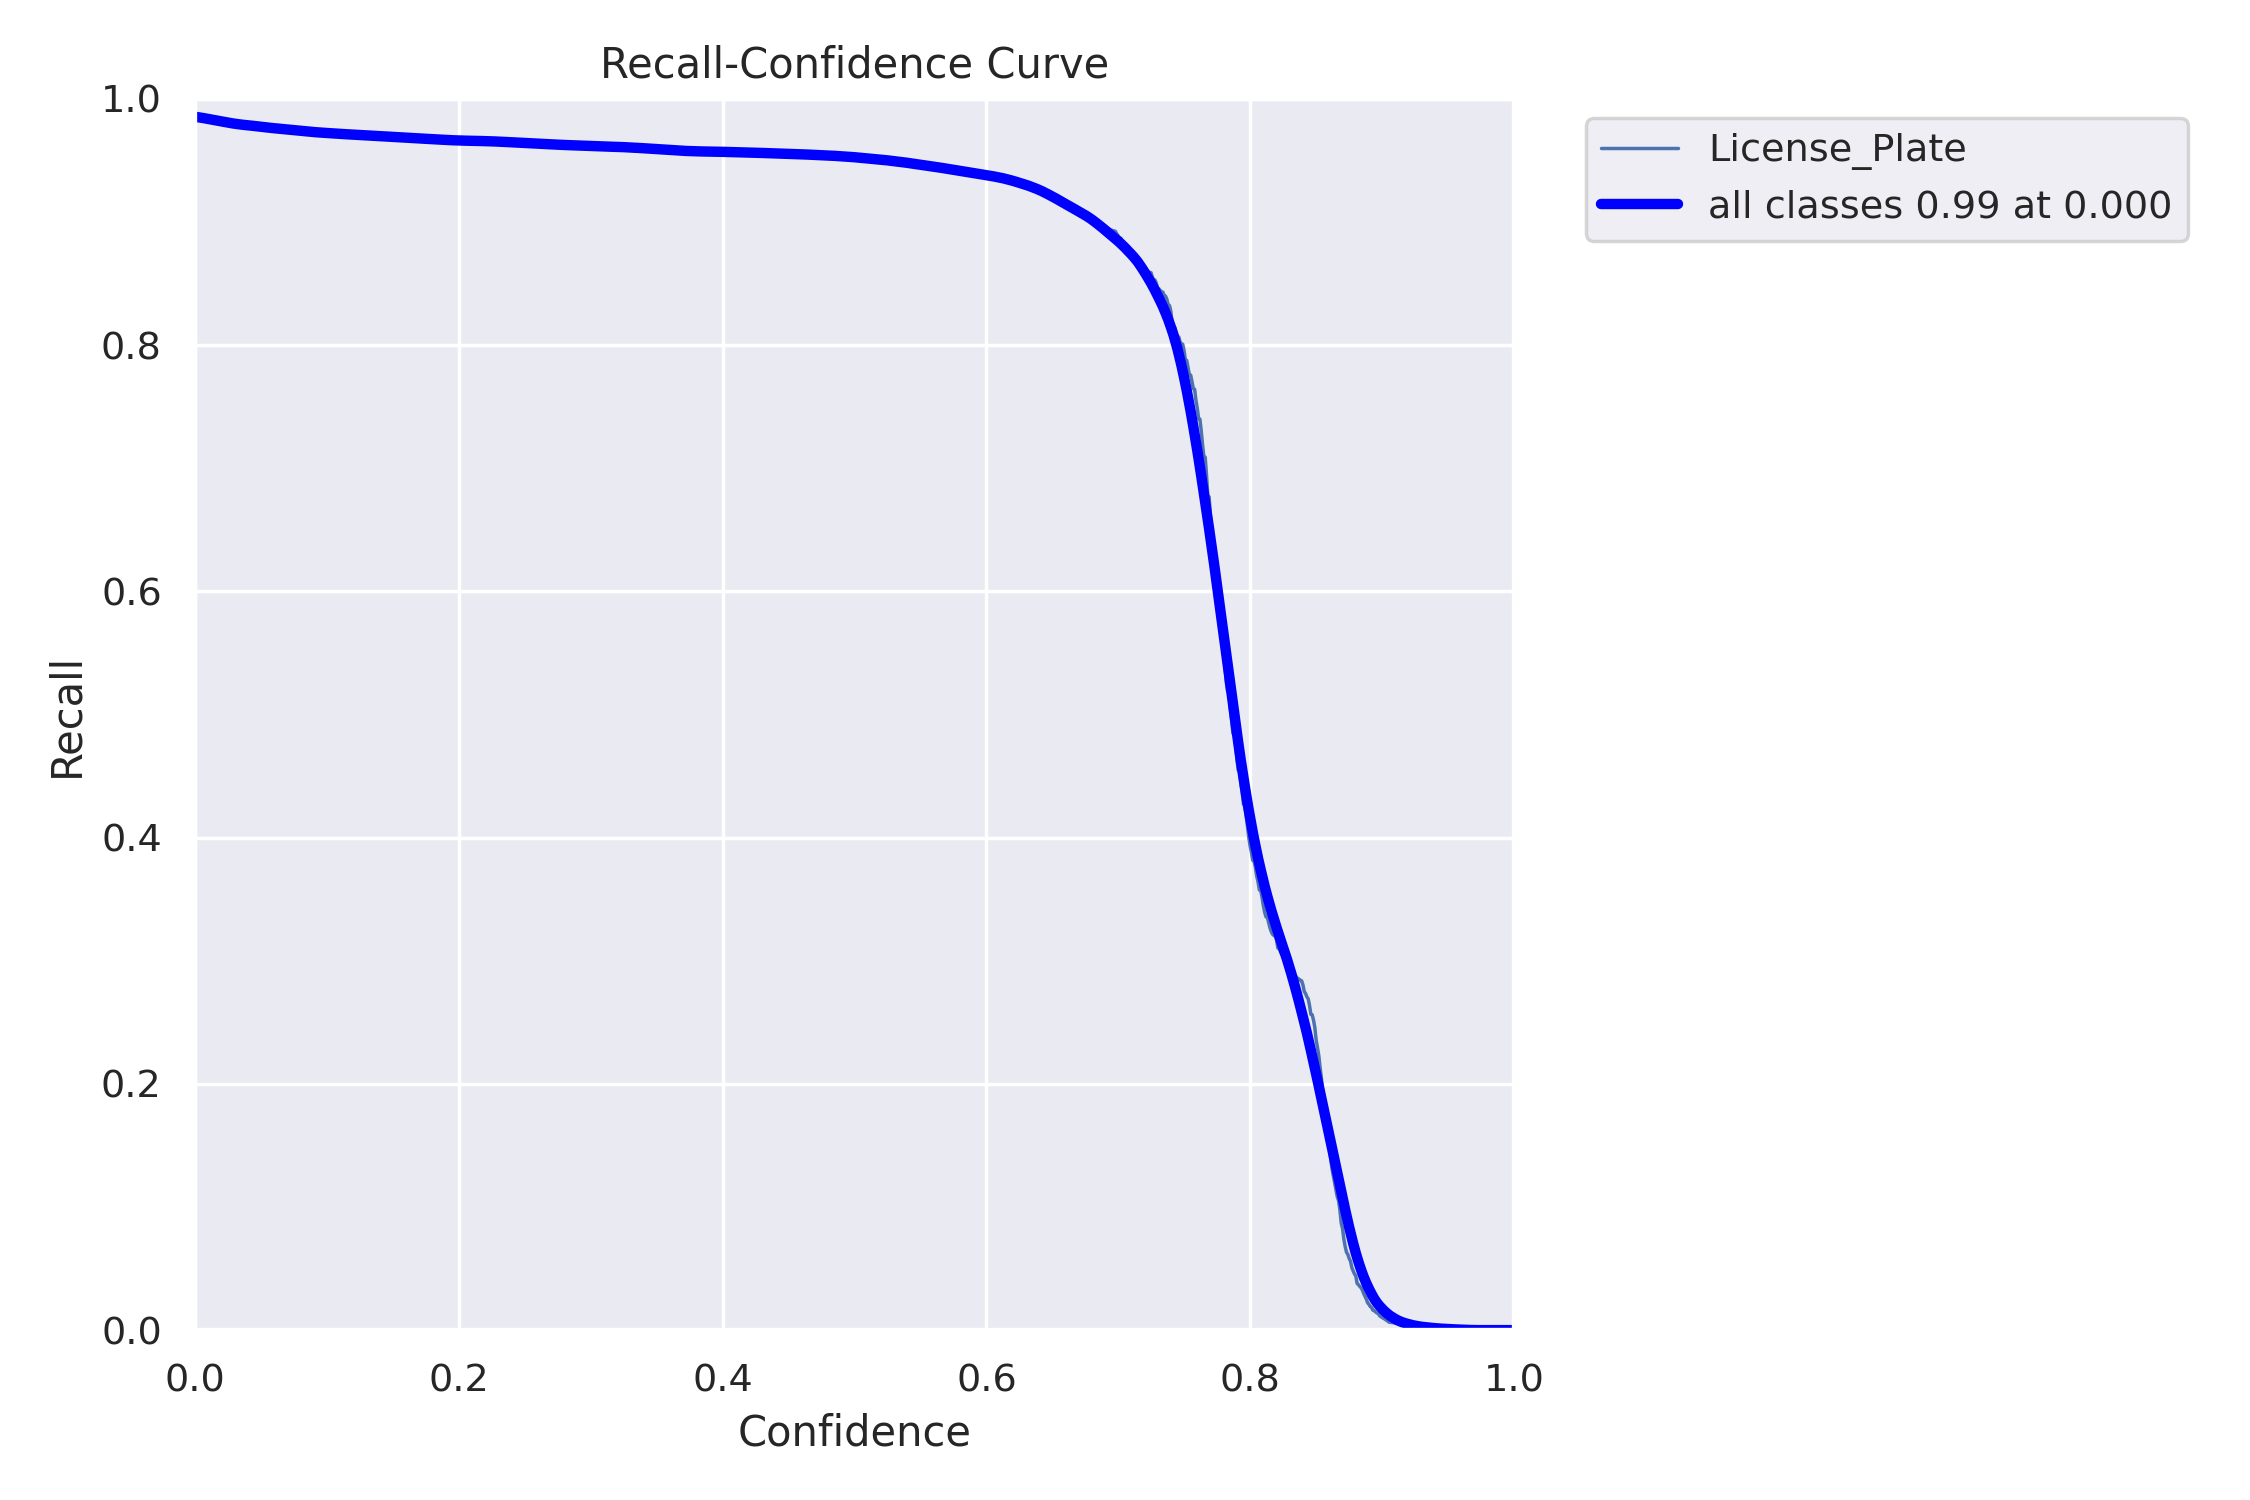 Recall-Confidence Curve
1.0
0.8
0.6
0.4
0.2
0.0
Recall
0.0 0.2 0.4 0.6 0.8 1.0
Confidence
License_Plate
all classes 0.99 at 0.000